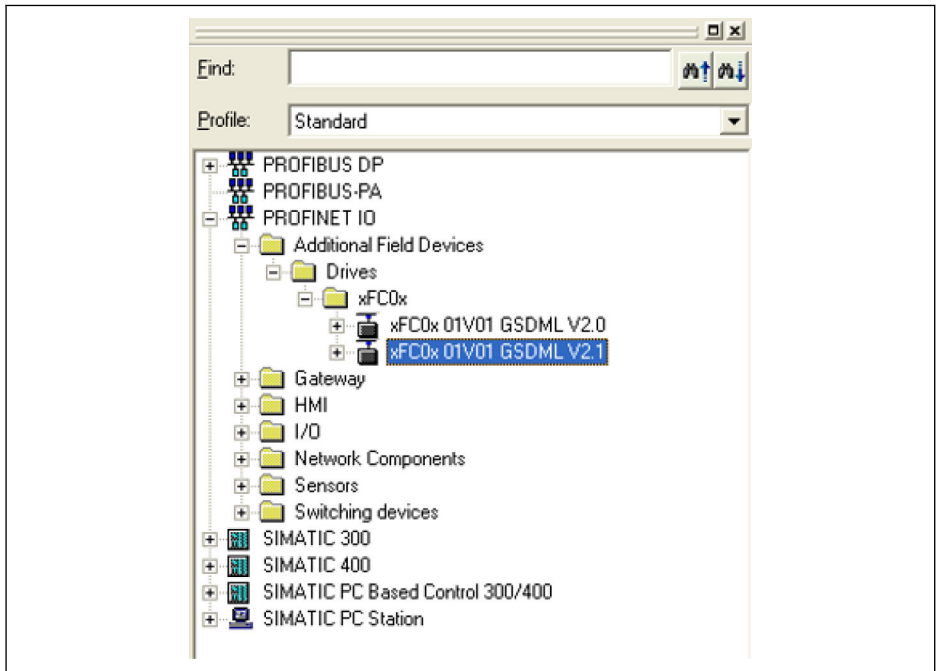 Find:
Profile: Standard
PROFIBUS DP
PROFIBUS-PA
PROFINET IO
Additional Field Devices
Drives
xFC0x
xFC0x 01V01 GSDML V2.0
xFC0x 01V01 GSDML V2.1
Gateway
HMI
I/O
Network Components
Sensors
Switching devices
SIMATIC 300
SIMATIC 400
SIMATIC PC Based Control 300/400
SIMATIC PC Station